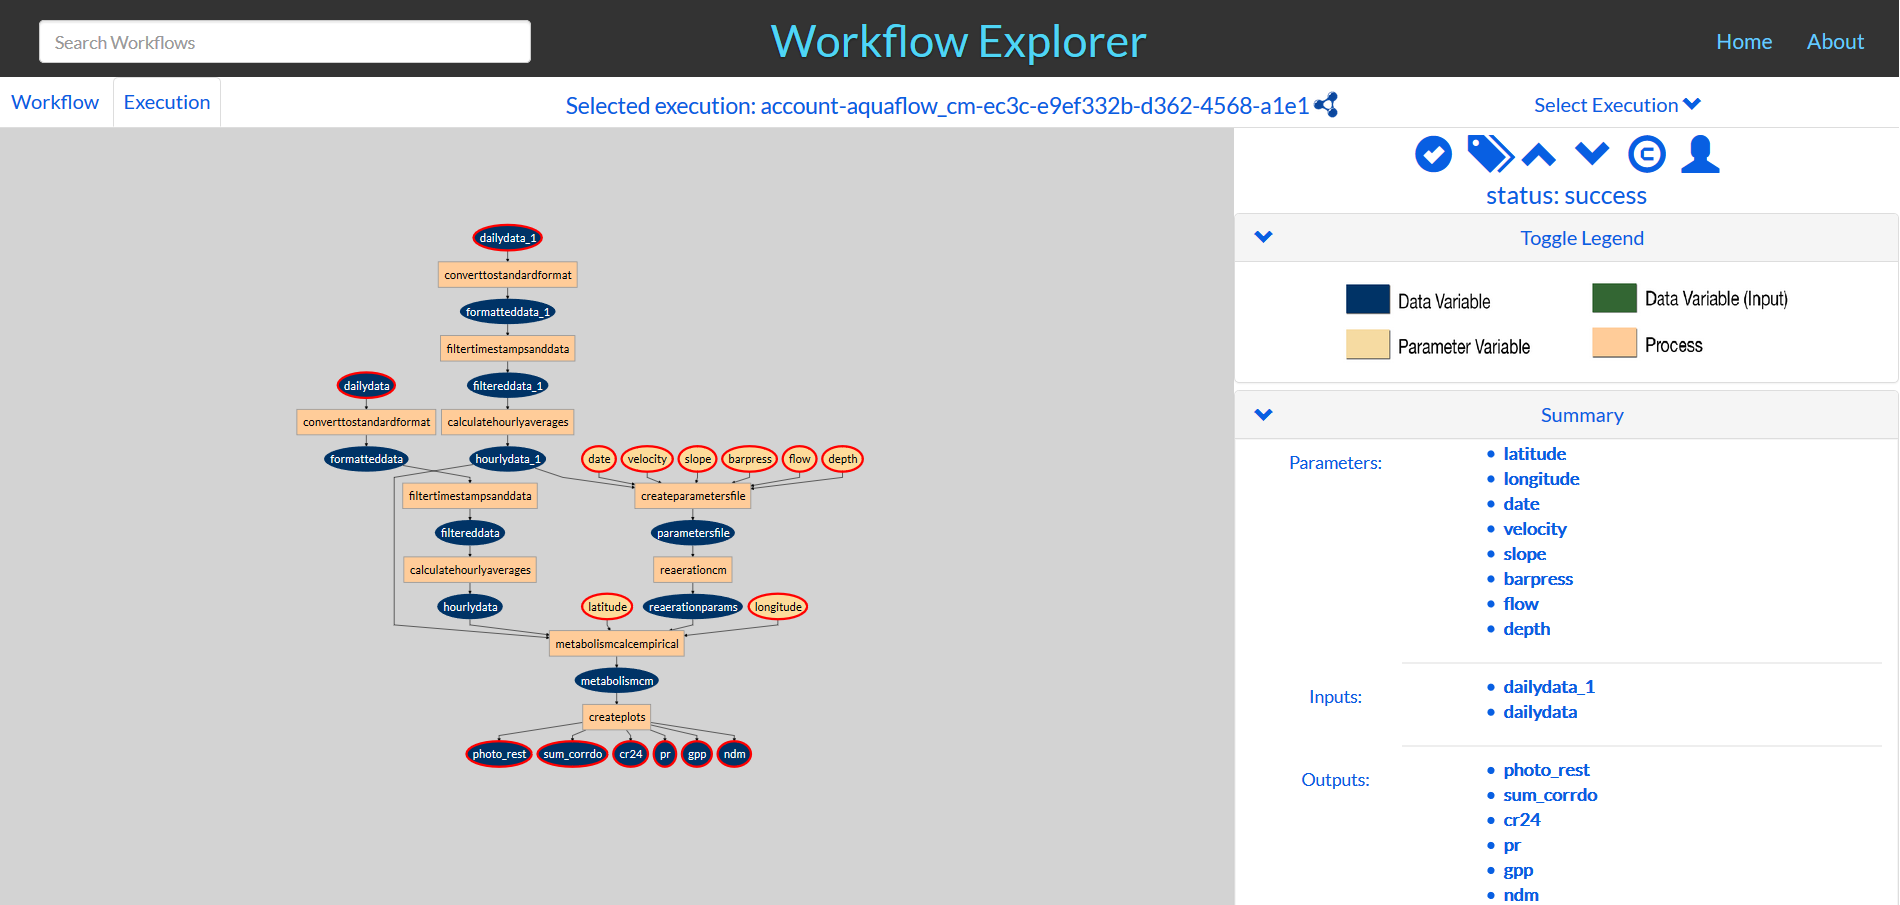 Search Workflows
Workflow Explorer
Home About
Workflow Execution
Selected execution: account-aquaflow_cm-ec3c-e9ef332b-d362-4568-a1e1
Select Execution
status: success
Toggle Legend
Data Variable
Data Variable (Input)
Parameter Variable
Process
Summary
Parameters:
latitude
longitude
date
velocity
slope
barpress
flow
depth
Inputs:
dailydata_1
dailydata
Outputs:
photo_rest
sum_corrdo
cr24
pr
gpp
ndm
dailydata_1
converttostandardformat
formatteddata_1
filtertimestampsanddata
dailydata
filtereddata_1
converttostandardformat
calculatehourlyaverages
formatteddata
hourlydata_1
date velocity slope barpress flow depth
filtertimestampsanddata
createparametersfile
filtereddata
parametersfile
calculatehourlyaverages
reaerationcm
hourlydata
latitude
reaerationparams
longitude
metabolismcalcempirical
metabolismcm
createplots
photo_rest sum_corrdo cr24 pr gpp ndm